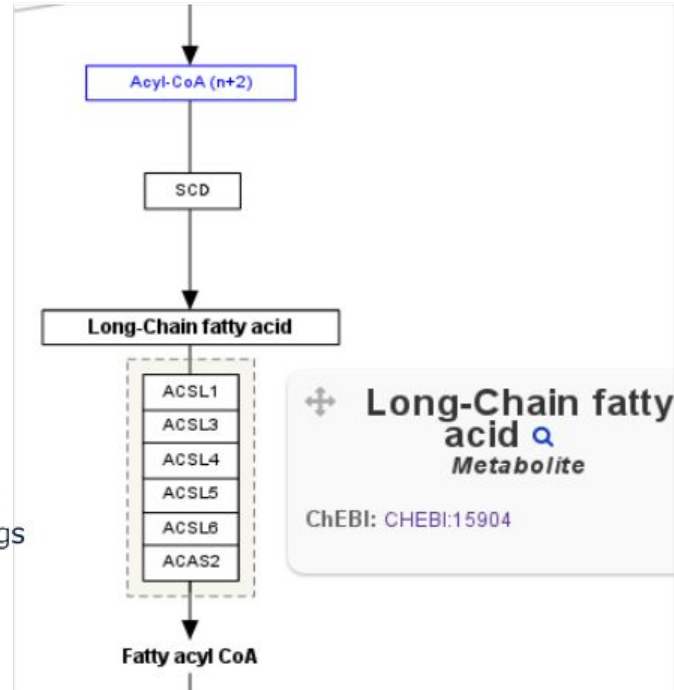 Acyl-CoA (n+2)
SCD
Long-Chain fatty acid
ACSL1
ACSL3
ACSL4
ACSL5
ACSL6
ACAS2
Fatty acyl CoA
Long-Chain fatty
acid
Metabolite
ChEBI: CHEBI:15904
gs